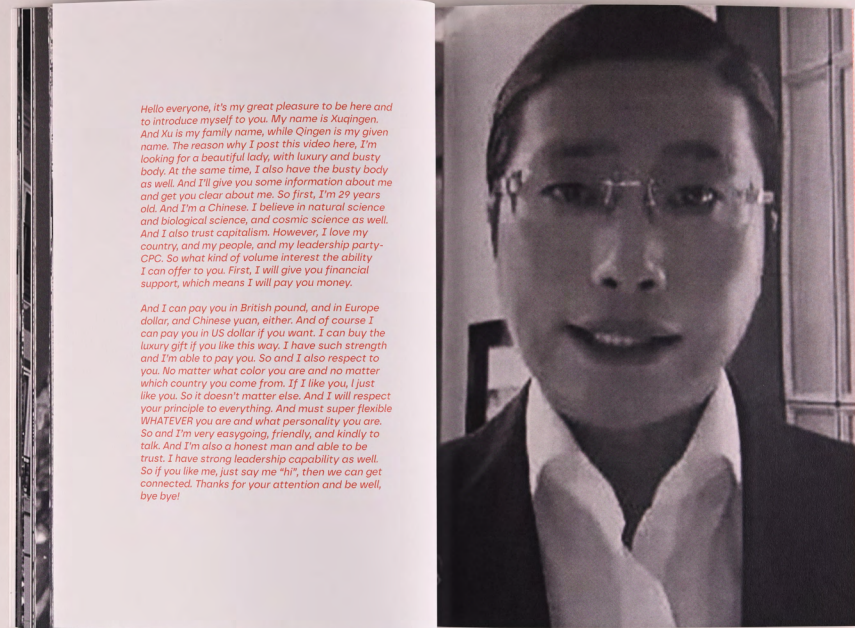 Hello everyone, it's my great pleasure to be here and
to introduce myself to you. My name is Xuqingen.
And Xu is my family name, while Qingen is my given
name. The reason why I post this video here, I'm
looking for a beautiful lady, with luxury and busty
body. At the same time, I also have the busty body
as well. And I'll give you some information about me
and get you clear about me. So first, I'm 29 years
old. And I'm a Chinese. I believe in natural science
and biological science, and cosmic science as well.
And I also trust capitalism. However, I love my
country, and my people, and my leadership party-
CPC. So what kind of volume interest the ability
I can offer to you. First, I will give you financial
support, which means I will pay you money.
And I can pay you in British pound, and in Europe
dollar, and Chinese yuan, either. And of course I
can pay you in US dollar if you want. I can buy the
luxury gift if you like this way. I have such strength
and I'm able to pay you. So and I also respect to
you. No matter what color you are and no matter
which country you come from. If I like you, I just
like you. So it doesn't matter else. And I will respect
your principle to everything. And must super flexible
WHATEVER you are and what personality you are.
So and I'm very easygoing, friendly, and kindly to
talk. And I'm also a honest man and able to be
trust. I have strong leadership capability as well.
So if you like me, just say me "hi", then we can get
connected. Thanks for your attention and be well,
bye bye!